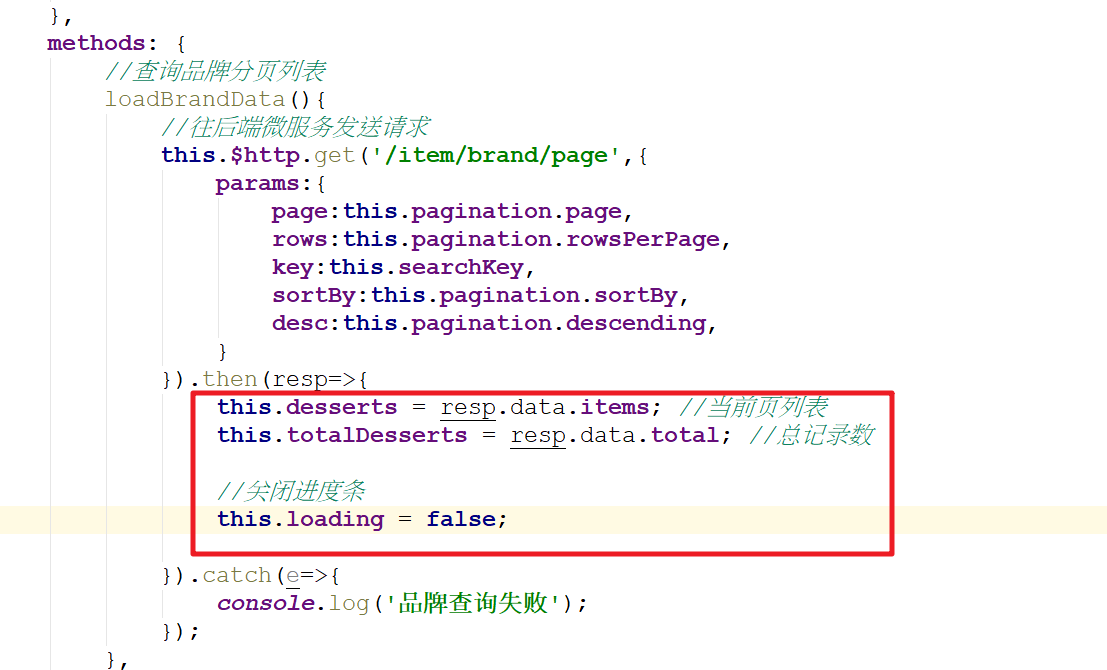 },
methods: {
//查询品牌分页列表
loadBrandData(){
//往后端微服务发送请求
this.$http.get('/item/brand/page',{
params:{
page:this.pagination.page,
rows:this.pagination.rowsPerPage,
key:this.searchKey,
sortBy:this.pagination.sortBy,
desc:this.pagination.descending,
}
}).then(resp=>{
this.desserts = resp.data.items; //当前页列表
this.totalDesserts = resp.data.total; //总记录数
//关闭进度条
this.loading = false;
}).catch(e=>{
console.log('品牌查询失败');
});
},